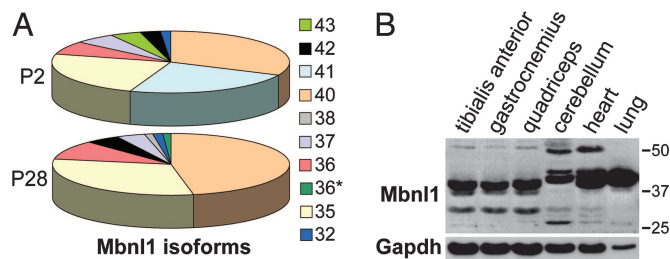 A
P2
P28
Mbnl1 isoforms
43
42
41
40
38
37
36
36*
35
32
B
tibialis anterior
gastrocnemius
quadriceps
cerebellum
heart
lung
Mbnl1
-50
-37
-25
Gapdh